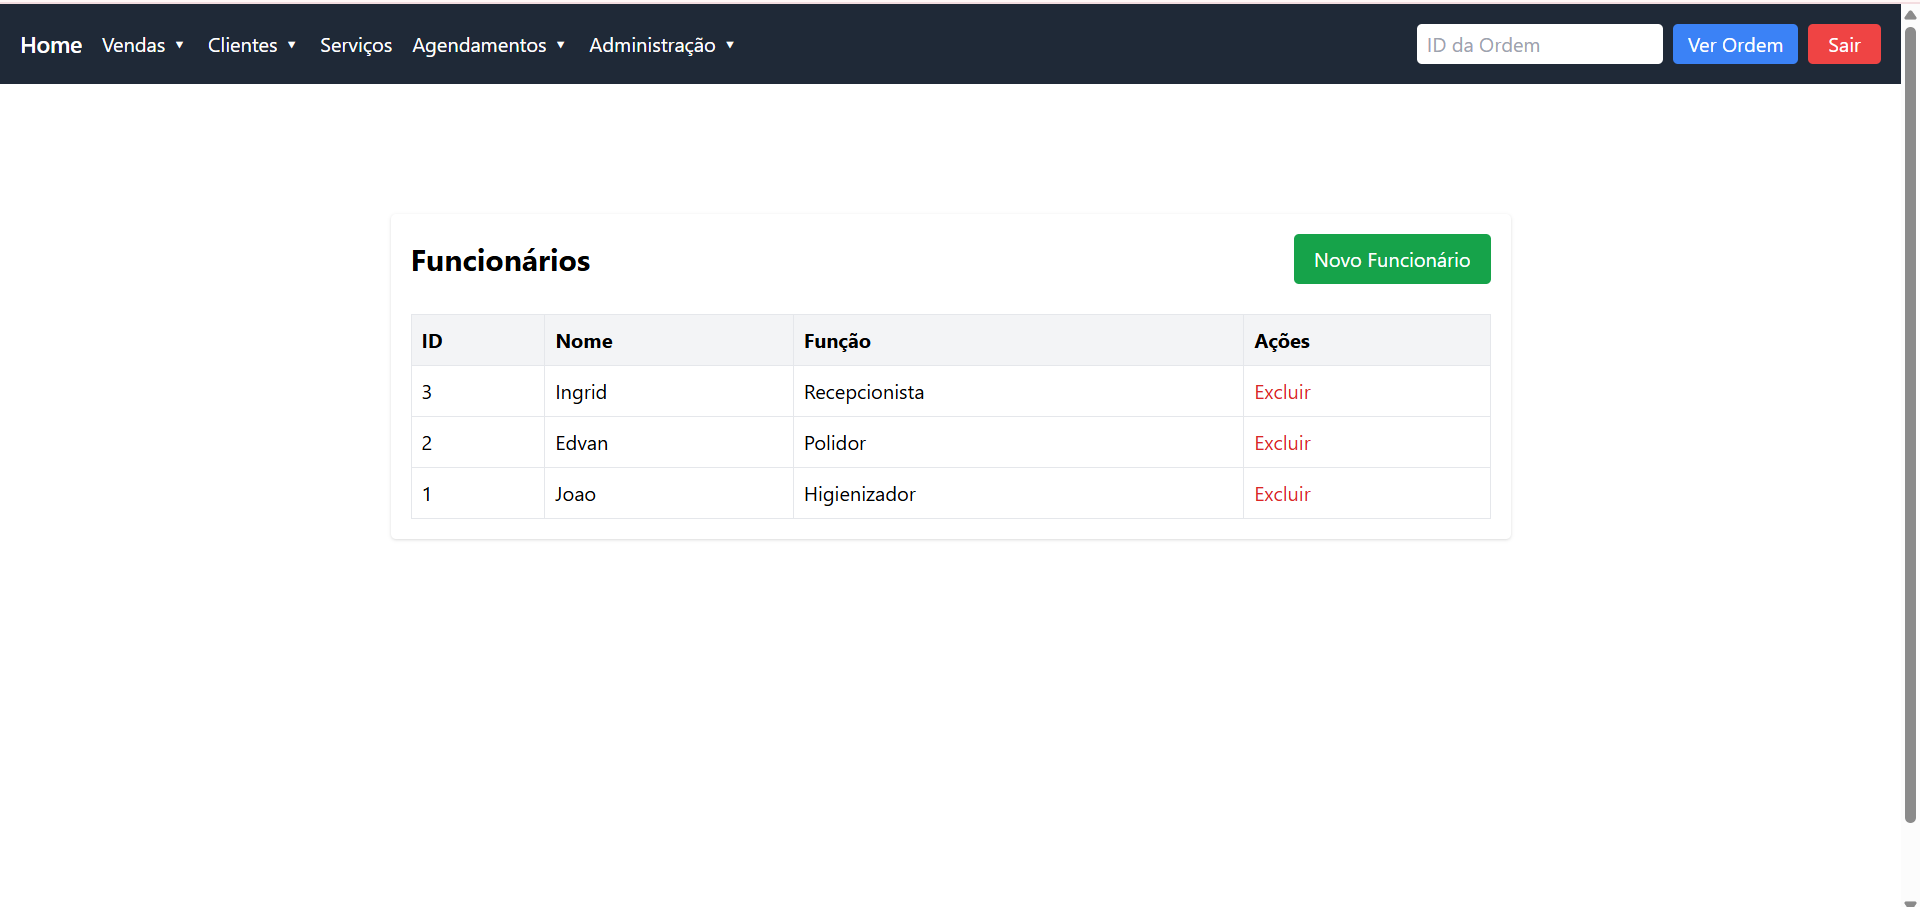 Home Vendas ▼ Clientes ▼ Serviços Agendamentos ▼ Administração ▼ ID da Ordem Ver Ordem Sair
Funcionários Novo Funcionário
ID Nome Função Ações
3 Ingrid Recepcionista Excluir
2 Edvan Polidor Excluir
1 Joao Higienizador Excluir